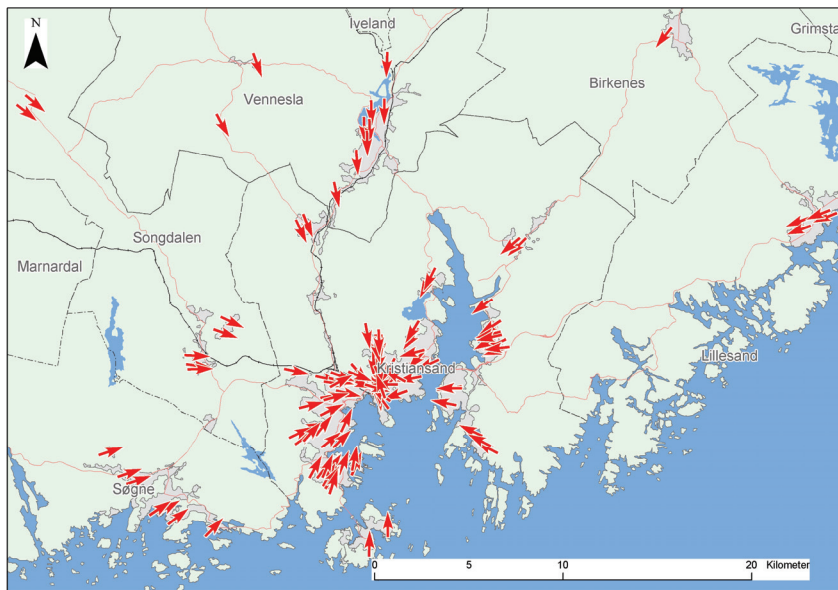 N
Iveland
Grimsta
Birkenes
Vennesla
Songdalen
Marnardal
Kristiansand
Lillesand
Søgne
0 5 10 20 Kilometer